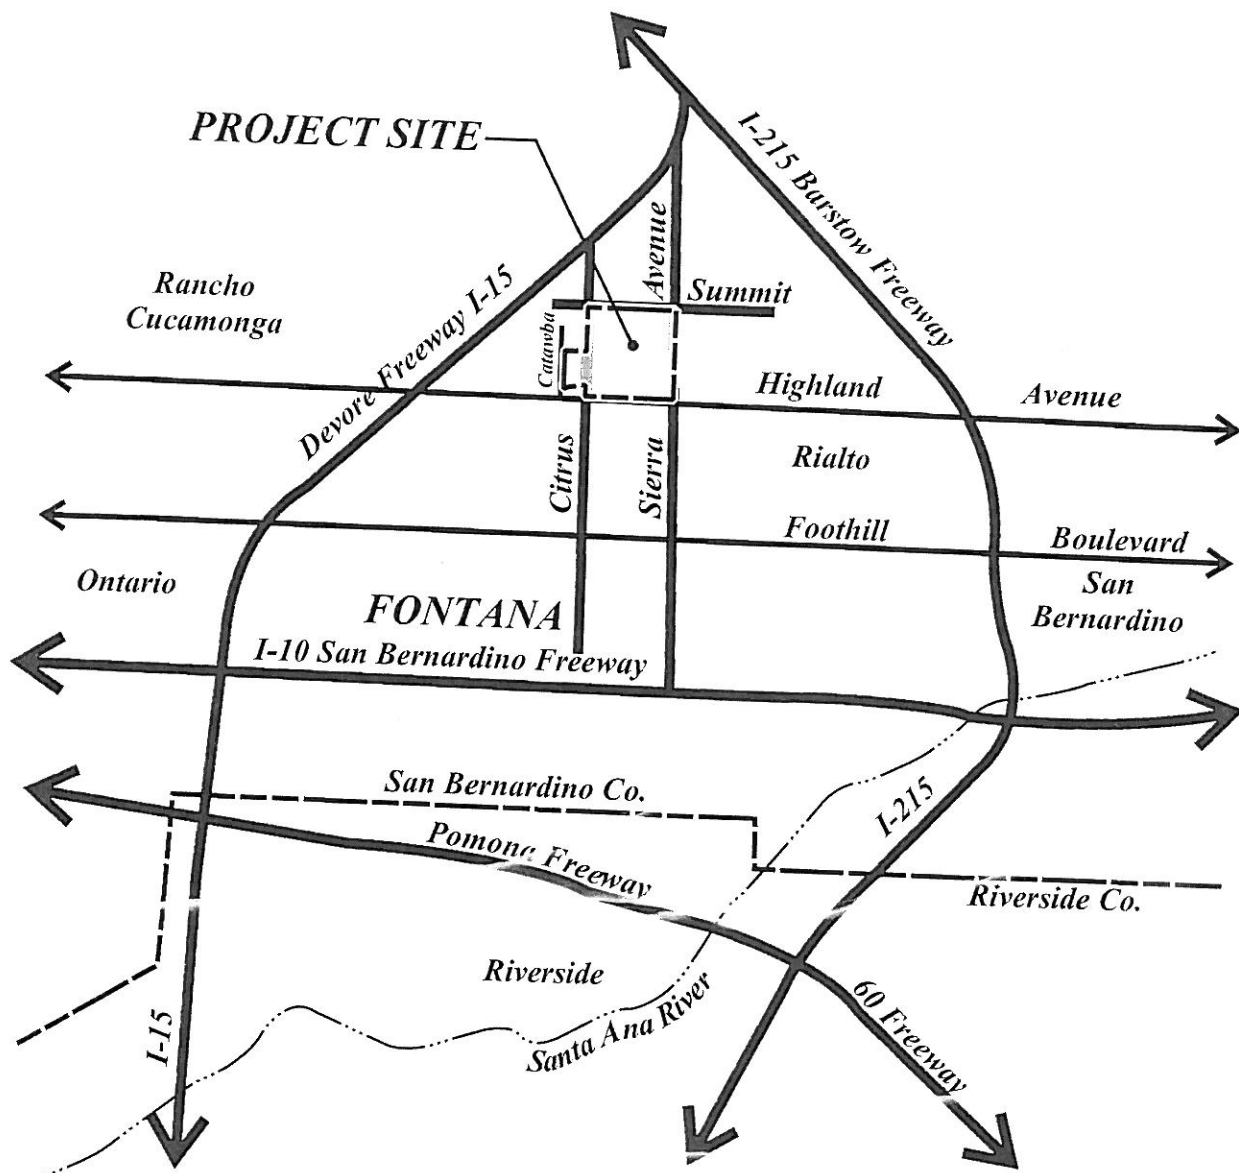 PROJECT SITE
I-215 Barstow Freeway
Avenue
Summit
Rancho
Cucamonga
Devore Freeway I-15
Catawba
Highland Avenue
Citrus
Sierra
Rialto
Foothill Boulevard
Ontario
San
Bernardino
FONTANA
I-10 San Bernardino Freeway
San Bernardino Co.
I-215
Pomona Freeway
Riverside Co.
Riverside
Santa Ana River
60 Freeway
I-15